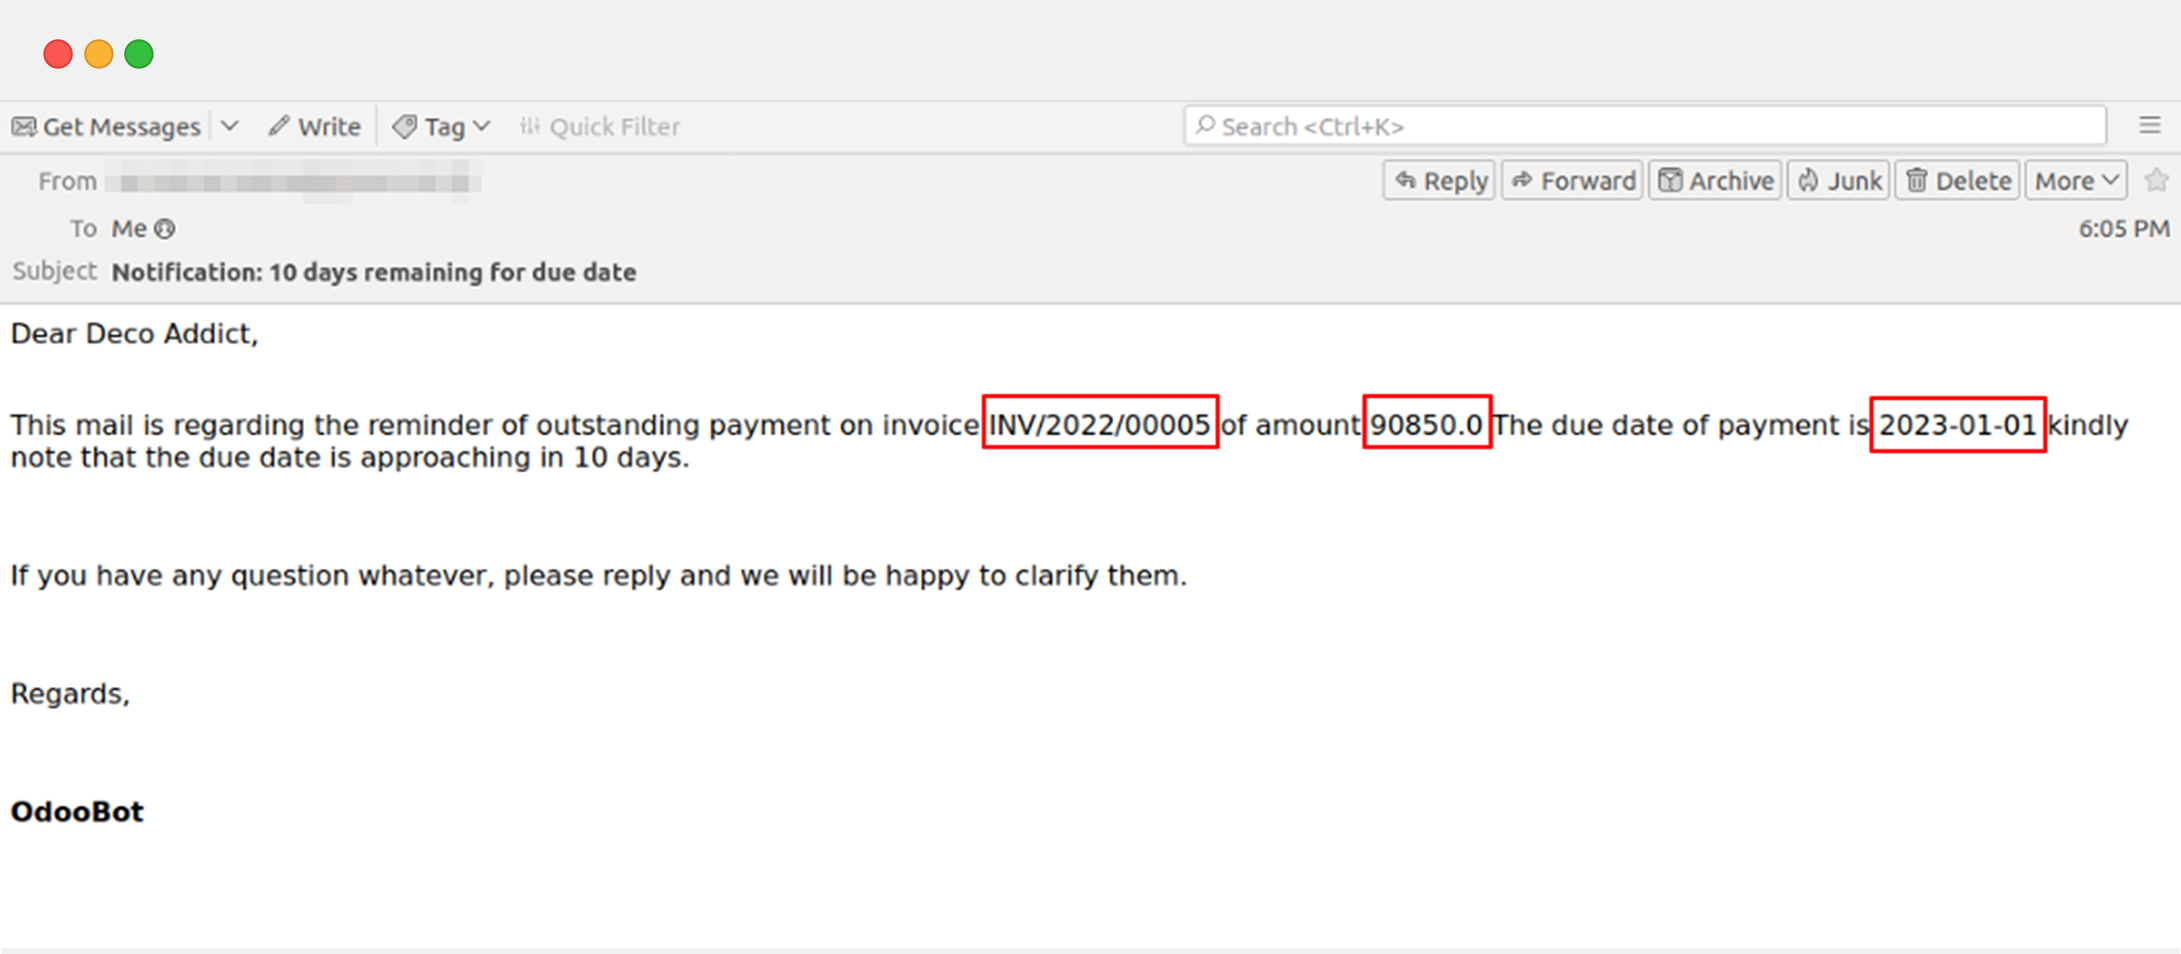 Get Messages Write Tag Quick Filter Search <Ctrl+K>
From Reply Forward Archive Junk Delete More
To Me 6:05 PM
Subject Notification: 10 days remaining for due date
Dear Deco Addict,
This mail is regarding the reminder of outstanding payment on invoice INV/2022/00005 of amount 90850.0 The due date of payment is 2023-01-01 kindly
note that the due date is approaching in 10 days.
If you have any question whatever, please reply and we will be happy to clarify them.
Regards,
OdooBot